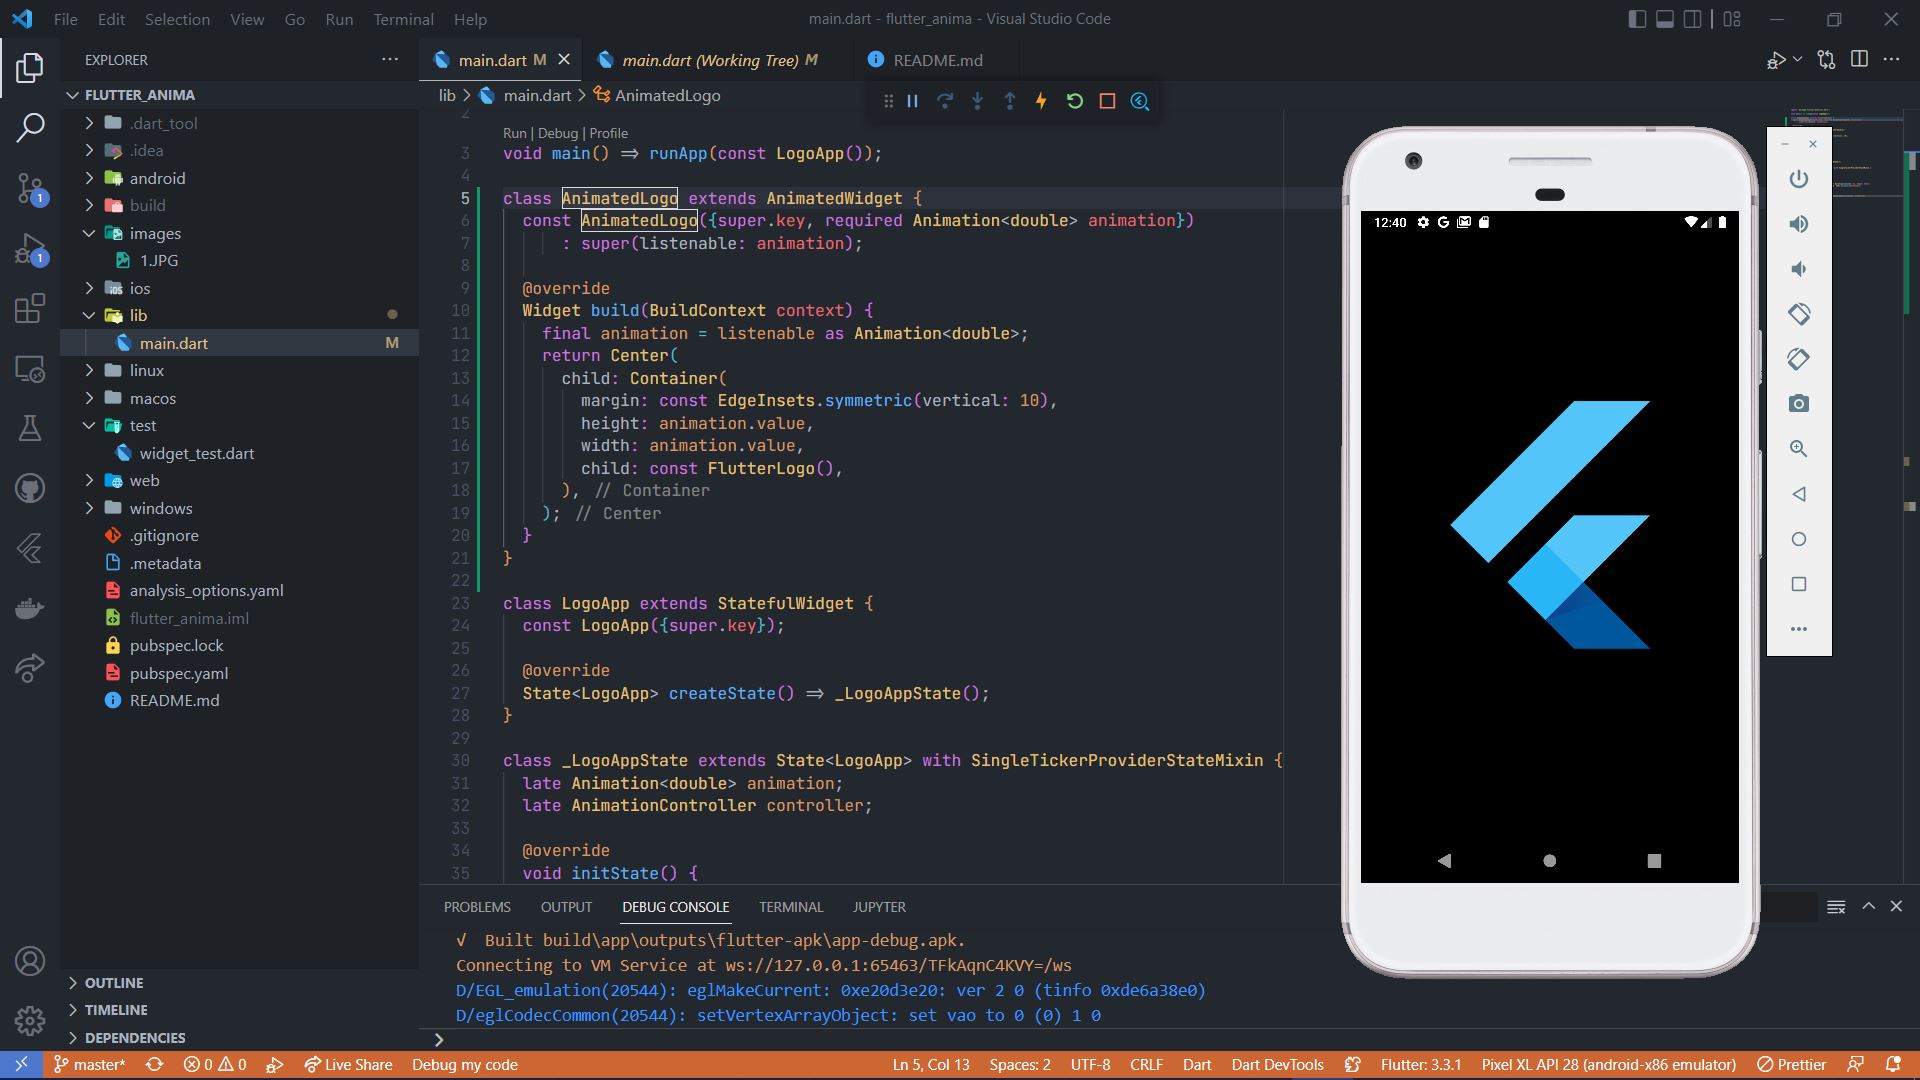 File Edit Selection View Go Run Terminal Help
main.dart - flutter_anima - Visual Studio Code
EXPLORER
FLUTTER_ANIMA
.dart_tool
.idea
android
build
images
1.JPG
ios
lib
main.dart M
linux
macos
test
widget_test.dart
web
windows
.gitignore
.metadata
analysis_options.yaml
flutter_anima.iml
pubspec.lock
pubspec.yaml
README.md
OUTLINE
TIMELINE
DEPENDENCIES
main.dart M
main.dart (Working Tree) M
README.md
lib > main.dart > AnimatedLogo
2
Run | Debug | Profile
3 void main() => runApp(const LogoApp());
4
5 class AnimatedLogo extends AnimatedWidget {
6 const AnimatedLogo({super.key, required Animation<double> animation})
7 : super(listenable: animation);
8
9 @override
10 Widget build(BuildContext context) {
11 final animation = listenable as Animation<double>;
12 return Center(
13 child: Container(
14 margin: const EdgeInsets.symmetric(vertical: 10),
15 height: animation.value,
16 width: animation.value,
17 child: const FlutterLogo(),
18 ), // Container
19 ); // Center
20 }
21 }
22
23 class LogoApp extends StatefulWidget {
24 const LogoApp({super.key});
25
26 @override
27 State<LogoApp> createState() => _LogoAppState();
28 }
29
30 class _LogoAppState extends State<LogoApp> with SingleTickerProviderStateMixin {
31 late Animation<double> animation;
32 late AnimationController controller;
33
34 @override
35 void initState() {
12:40
PROBLEMS OUTPUT DEBUG CONSOLE TERMINAL JUPYTER
√ Built build\app\outputs\flutter-apk\app-debug.apk.
Connecting to VM Service at ws://127.0.0.1:65463/TFkAqnC4KVY=/ws
D/EGL_emulation(20544): eglMakeCurrent: 0xe20d3e20: ver 2 0 (tinfo 0xde6a38e0)
D/eglCodecCommon(20544): setVertexArrayObject: set vao to 0 (0) 1 0
master* 0 0 Live Share Debug my code
Ln 5, Col 13 Spaces: 2 UTF-8 CRLF Dart Dart DevTools Flutter: 3.3.1 Pixel XL API 28 (android-x86 emulator) Prettier